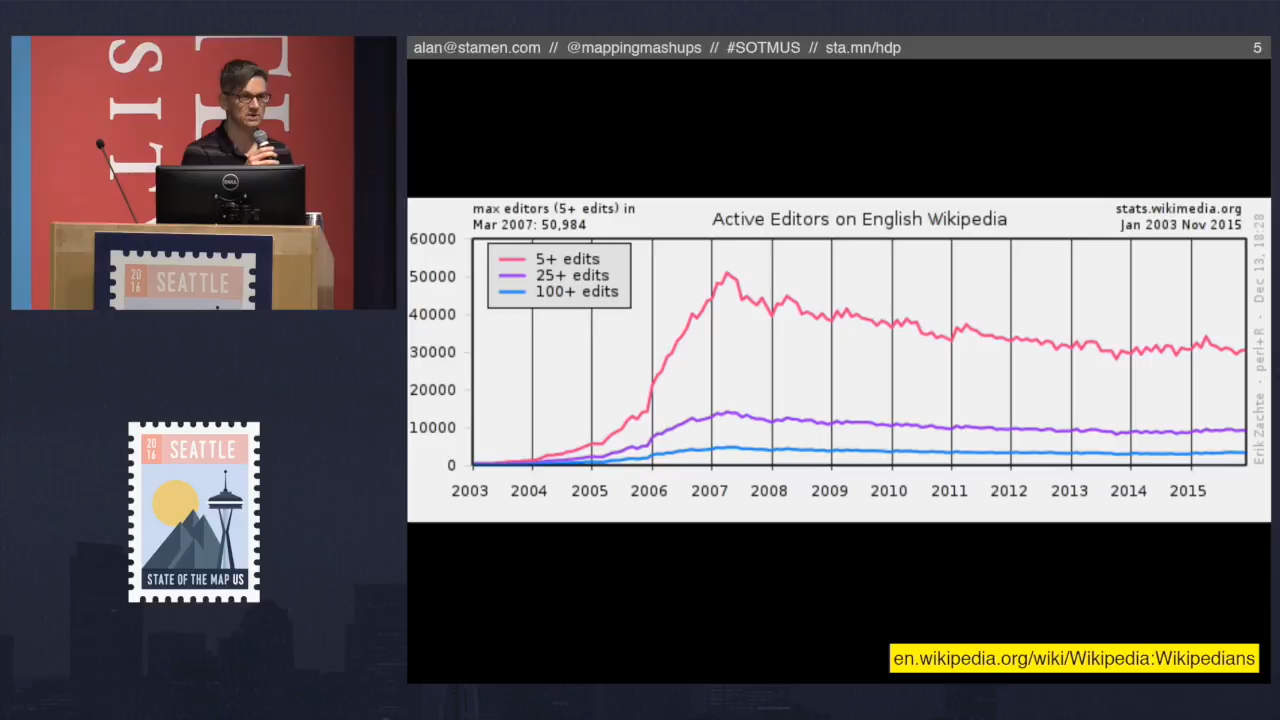 alan@stamen.com // @mappingmashups // #SOTMUS // sta.mn/hdp
5
LIS
DELL
20
16
SEATTLE
max editors (5+ edits) in
Mar 2007: 50,984
Active Editors on English Wikipedia
stats.wikimedia.org
Jan 2003 Nov 2015
60000
50000
40000
30000
20000
10000
0
5+ edits
25+ edits
100+ edits
2003 2004 2005 2006 2007 2008 2009 2010 2011 2012 2013 2014 2015
Erik Zachte - perl+R - Dec 13, 18:28
20
16
SEATTLE
STATE OF THE MAP US
en.wikipedia.org/wiki/Wikipedia:Wikipedians